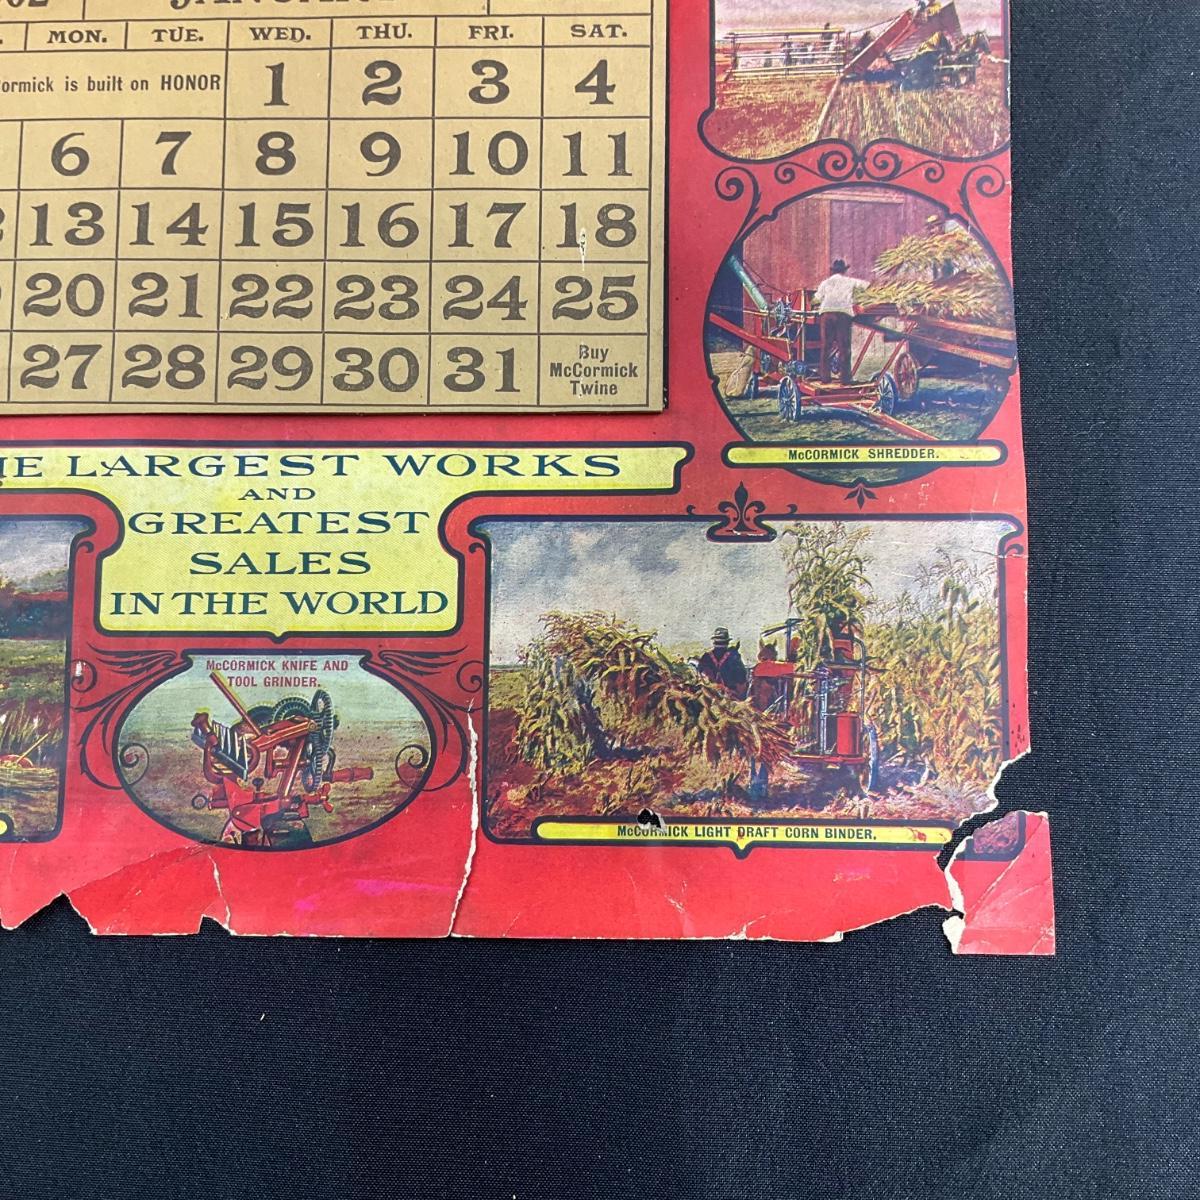 MON. TUE. WED. THU. FRI. SAT.
is built on HONOR 1 2 3 4
6 7 8 9 10 11
13 14 15 16 17 18
20 21 22 23 24 25
27 28 29 30 31 Buy
McCormick
Twine
McCORMICK SHREDDER.
LARGEST WORKS
AND
GREATEST
SALES
IN THE WORLD
McCORMICK KNIFE AND
TOOL GRINDER.
McCORMICK LIGHT DRAFT CORN BINDER.